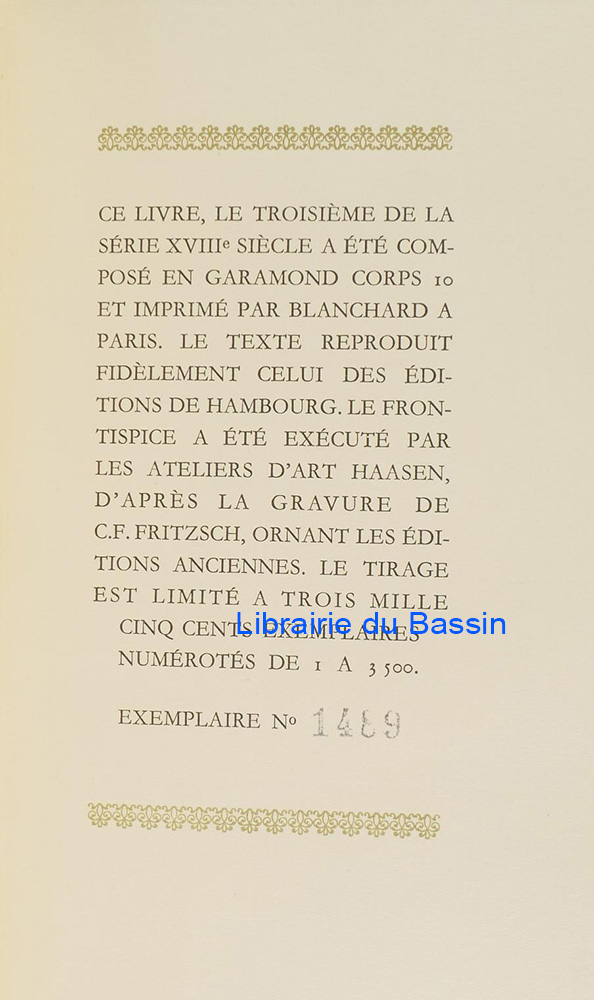 CE LIVRE, LE TROISIÈME DE LA
SÉRIE XVIIIe SIÈCLE A ÉTÉ COM-
POSÉ EN GARAMOND CORPS 10
ET IMPRIMÉ PAR BLANCHARD A
PARIS. LE TEXTE REPRODUIT
FIDÈLEMENT CELUI DES ÉDI-
TIONS DE HAMBOURG. LE FRON-
TISPICE A ÉTÉ EXÉCUTÉ PAR
LES ATELIERS D'ART HAASEN,
D'APRÈS LA GRAVURE DE
C.F. FRITZSCH, ORNANT LES ÉDI-
TIONS ANCIENNES. LE TIRAGE
EST LIMITÉ A TROIS MILLE
CINQ CENTS EXEMPLAIRES
Librairie du Bassin
NUMÉROTÉS DE 1 A 3 500.
EXEMPLAIRE No 1489